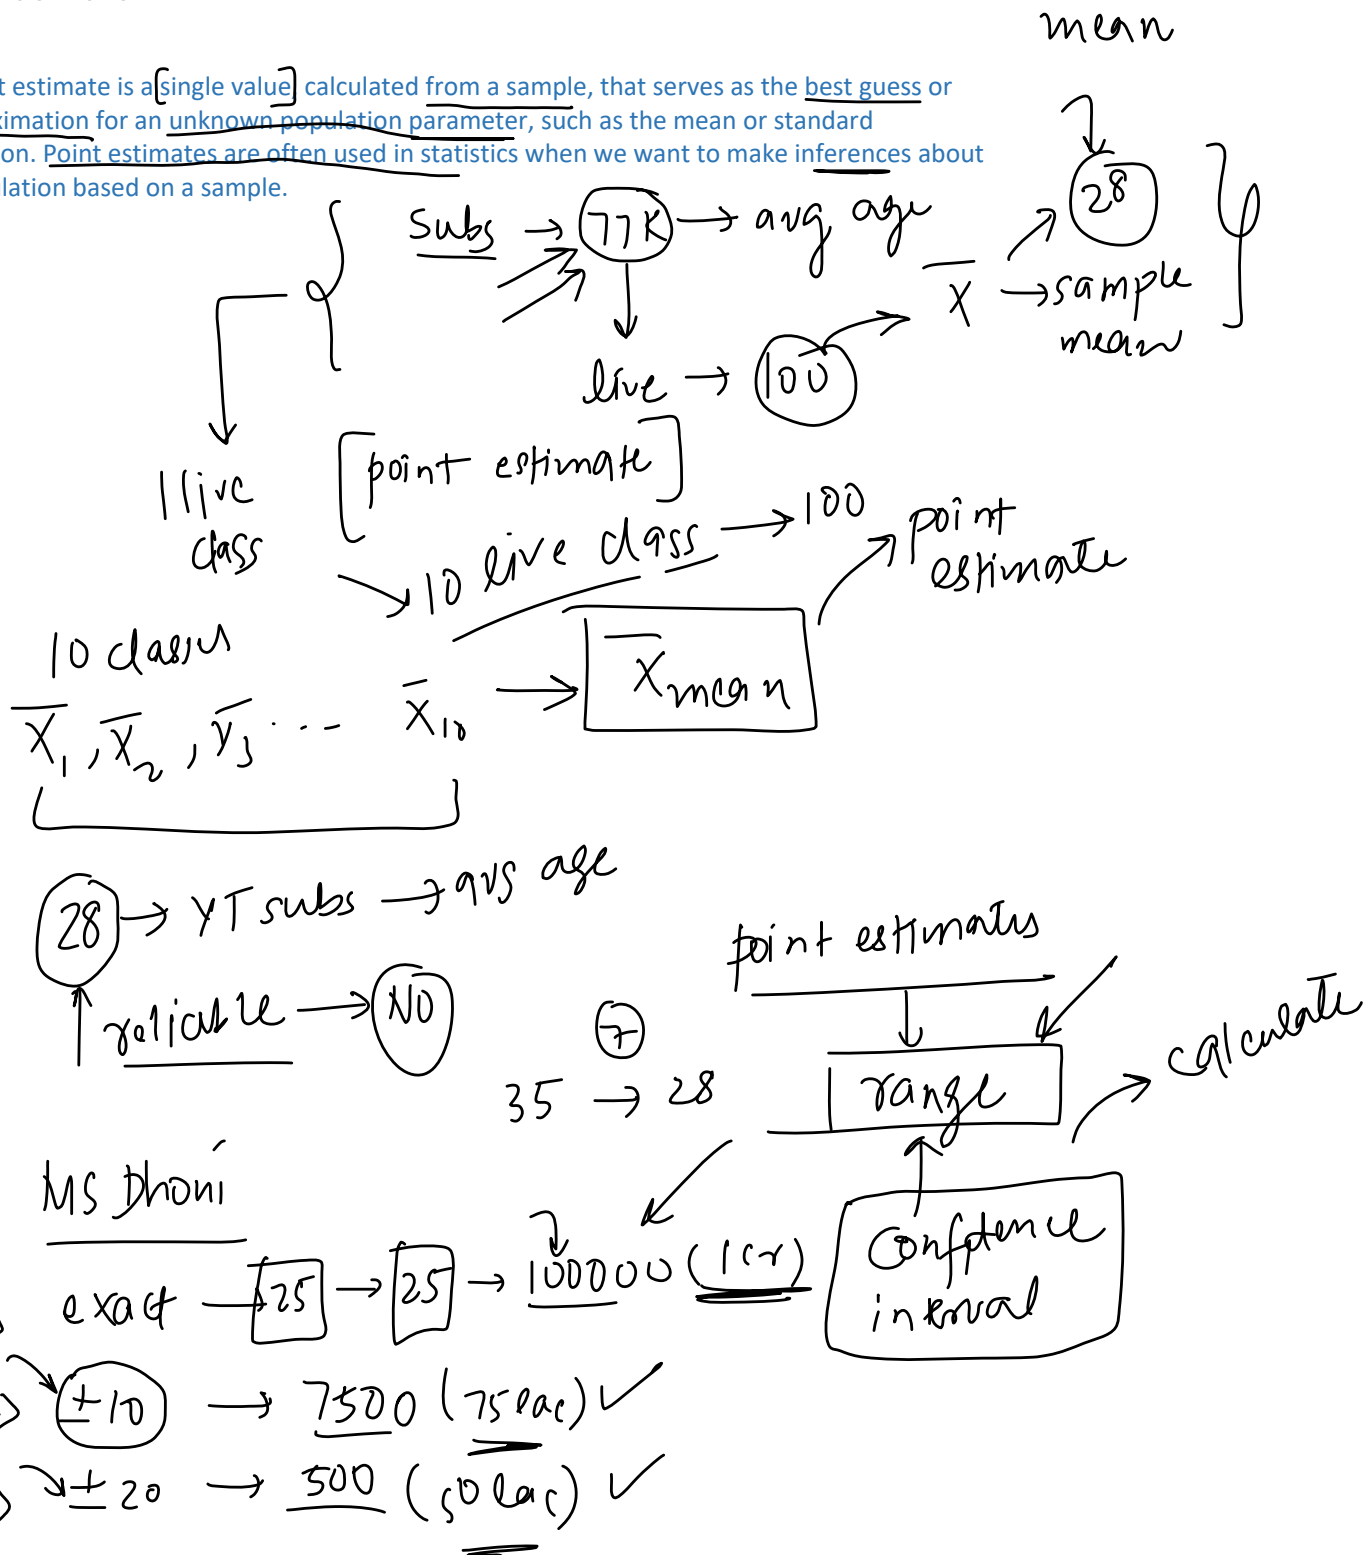 mean
t estimate is a [single value] calculated from a sample, that serves as the best guess or
ximation for an unknown population parameter, such as the mean or standard
on. Point estimates are often used in statistics when we want to make inferences about
lation based on a sample.
subs → 77K → avg age
28
x̄ → sample
mean
live → 100
1 live
class
[point estimate]
10 live class → 100
point
estimate
10 classes
x̄1, x̄2, x̄3 ... x̄10 → x̄mean
28 → YT subs → avg age
reliable → NO
7
35 → 28
point estimates
range
calculate
MS Dhoni
exact → 25 → 25 → 100000 (1cr)
confidence
interval
±10 → 7500 (75 lac) ✓
±20 → 500 (50 lac) ✓